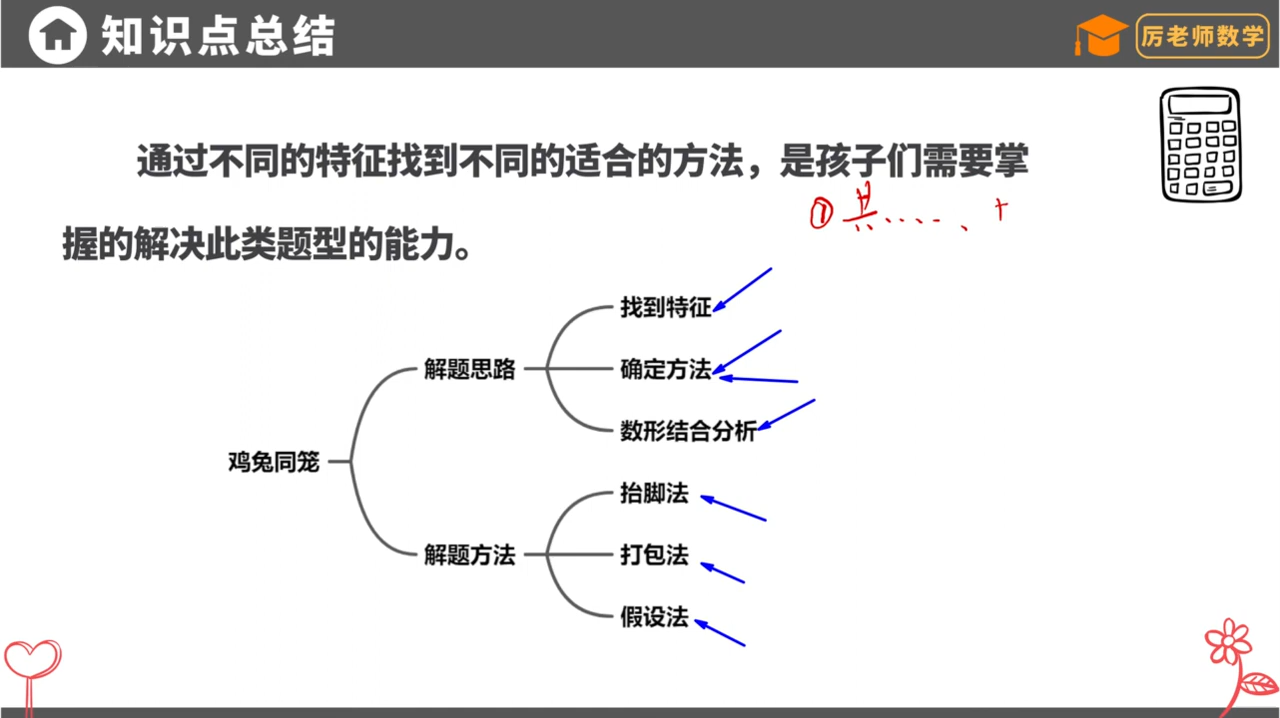 知识点总结
厉老师数学
通过不同的特征找到不同的适合的方法，是孩子们需要掌
①共…… 、+
握的解决此类题型的能力。
找到特征
解题思路
确定方法
数形结合分析
鸡兔同笼
抬脚法
解题方法
打包法
假设法